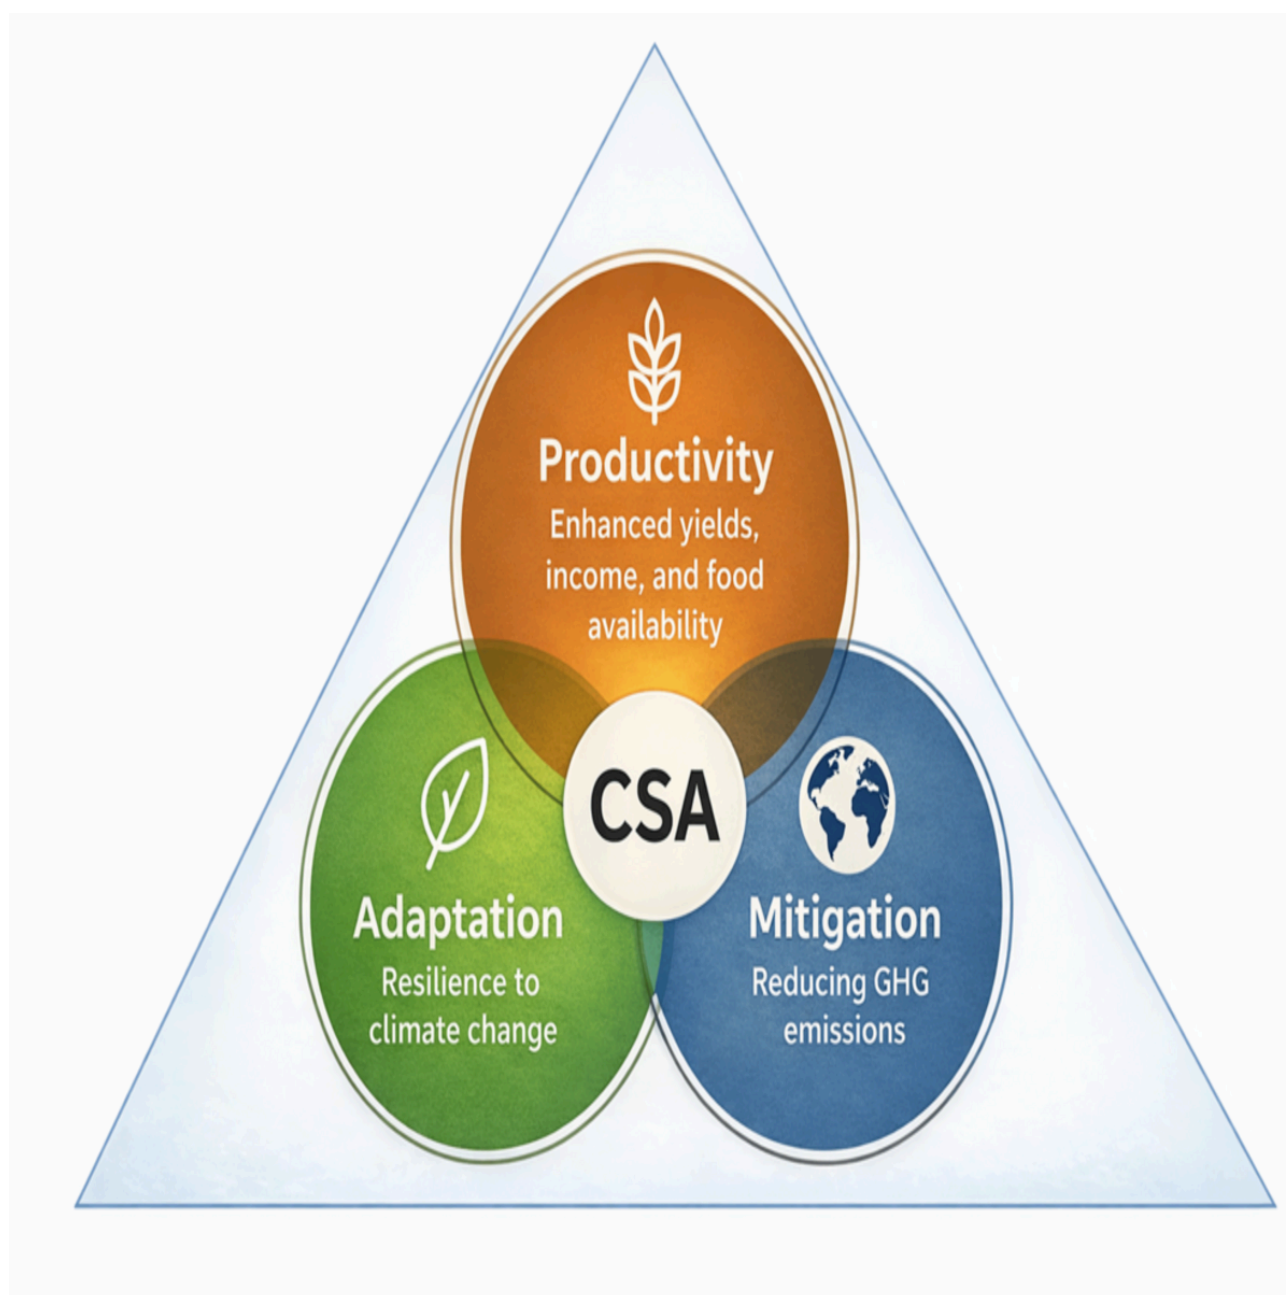 Productivity
Enhanced yields,
income, and food
availability
CSA
Adaptation
Resilience to
climate change
Mitigation
Reducing GHG
emissions